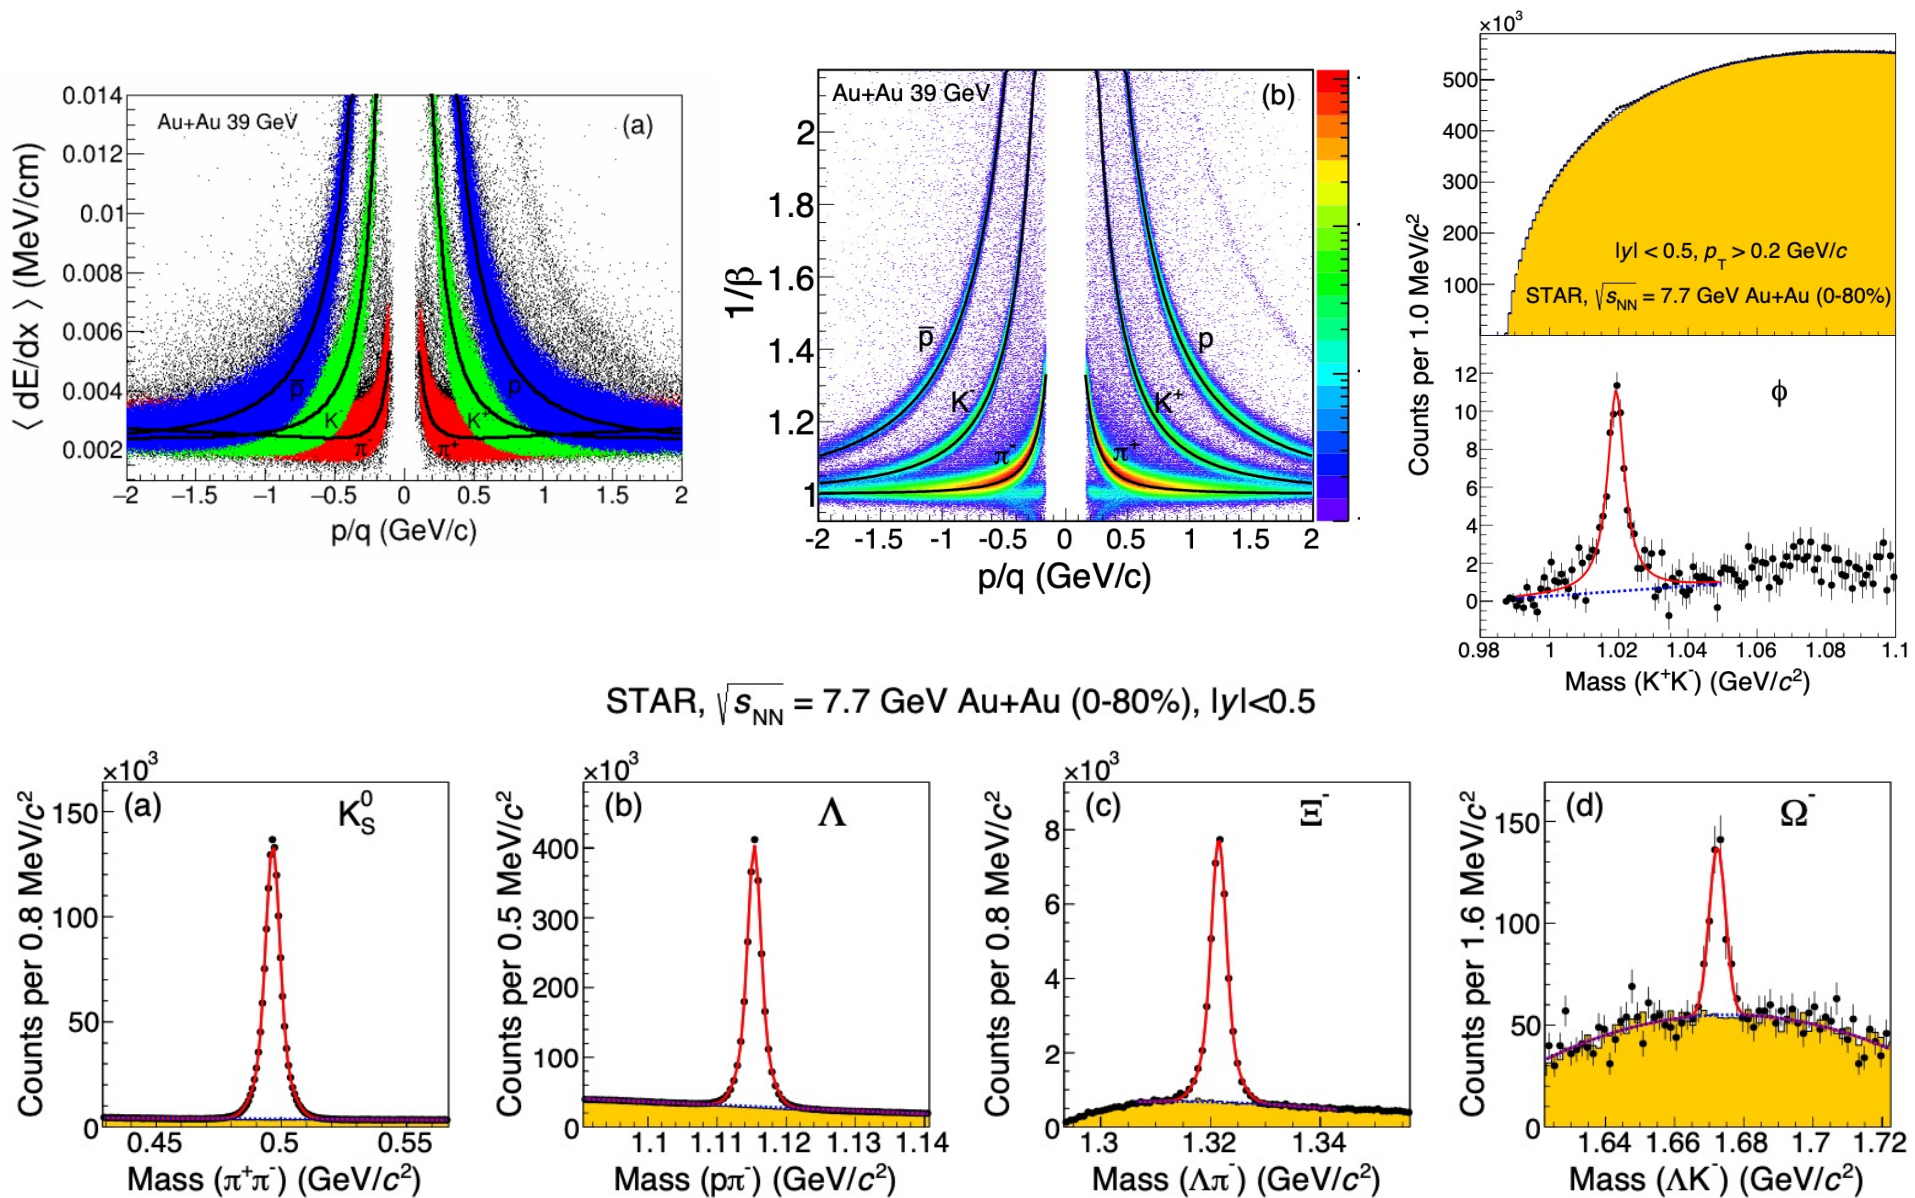 Au+Au 39 GeV
(a)
⟨ dE/dx ⟩ (MeV/cm)
0.014
0.012
0.01
0.008
0.006
0.004
0.002
p̅
K⁻
π⁻
π⁺
K⁺
p
−2 −1.5 −1 −0.5 0 0.5 1 1.5 2
p/q (GeV/c)
Au+Au 39 GeV
(b)
1/β
2
1.8
1.6
1.4
1.2
1
p̅
K⁻
π⁻
π⁺
K⁺
p
-2 -1.5 -1 -0.5 0 0.5 1 1.5 2
p/q (GeV/c)
×10³
Counts per 1.0 MeV/c²
500
400
300
200
100
|y| < 0.5, p_T > 0.2 GeV/c
STAR, √s_NN = 7.7 GeV Au+Au (0-80%)
ϕ
12
10
8
6
4
2
0
0.98 1 1.02 1.04 1.06 1.08 1.1
Mass (K⁺K⁻) (GeV/c²)
STAR, √s_NN = 7.7 GeV Au+Au (0-80%), |y|<0.5
×10³
(a)
K⁰_S
Counts per 0.8 MeV/c²
150
100
50
0
0.45 0.5 0.55
Mass (π⁺π⁻) (GeV/c²)
×10³
(b)
Λ
Counts per 0.5 MeV/c²
400
300
200
100
0
1.1 1.11 1.12 1.13 1.14
Mass (pπ⁻) (GeV/c²)
×10³
(c)
Ξ⁻
Counts per 0.8 MeV/c²
8
6
4
2
0
1.3 1.32 1.34
Mass (Λπ⁻) (GeV/c²)
(d)
Ω⁻
Counts per 1.6 MeV/c²
150
100
50
0
1.64 1.66 1.68 1.7 1.72
Mass (ΛK⁻) (GeV/c²)